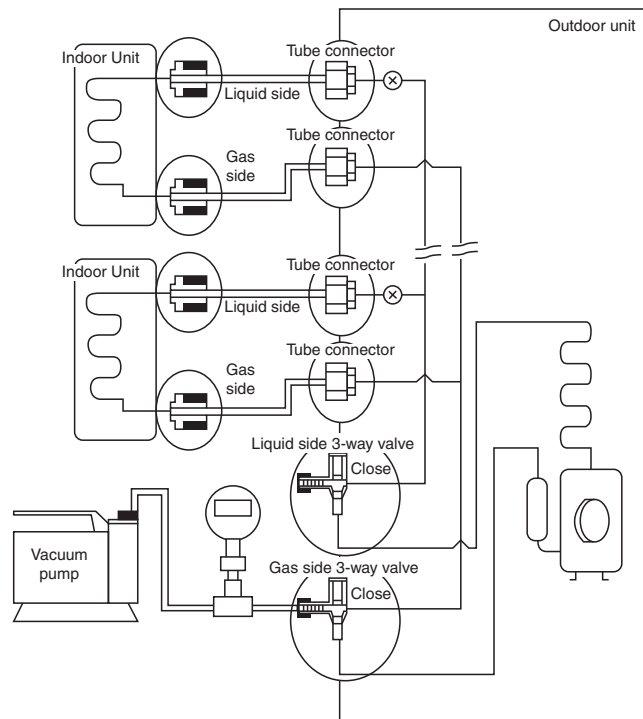 Outdoor unit
Tube connector
Indoor Unit
Liquid side
Tube connector
Gas
side
Tube connector
Indoor Unit
Liquid side
Tube connector
Gas
side
Liquid side 3-way valve
Close
Vacuum
pump
Gas side 3-way valve
Close